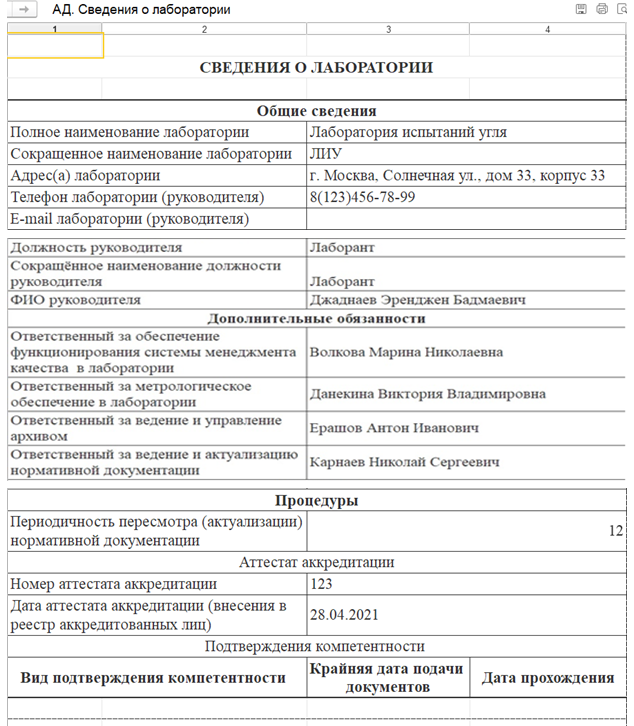 АД. Сведения о лаборатории
1 2 3 4
СВЕДЕНИЯ О ЛАБОРАТОРИИ
Общие сведения
Полное наименование лаборатории Лаборатория испытаний угля
Сокращенное наименование лаборатории ЛИУ
Адрес(а) лаборатории г. Москва, Солнечная ул., дом 33, корпус 33
Телефон лаборатории (руководителя) 8(123)456-78-99
E-mail лаборатории (руководителя)
Должность руководителя Лаборант
Сокращённое наименование должности
руководителя Лаборант
ФИО руководителя Джаднаев Эренджен Бадмаевич
Дополнительные обязанности
Ответственный за обеспечение
функционирования системы менеджмента
качества в лаборатории Волкова Марина Николаевна
Ответственный за метрологическое
обеспечение в лаборатории Данекина Виктория Владимировна
Ответственный за ведение и управление
архивом Ерашов Антон Иванович
Ответственный за ведение и актуализацию
нормативной документации Карнаев Николай Сергеевич
Процедуры
Периодичность пересмотра (актуализации)
нормативной документации 12
Аттестат аккредитации
Номер аттестата аккредитации 123
Дата аттестата аккредитации (внесения в
реестр аккредитованных лиц) 28.04.2021
Подтверждения компетентности
Вид подтверждения компетентности Крайняя дата подачи
документов Дата прохождения